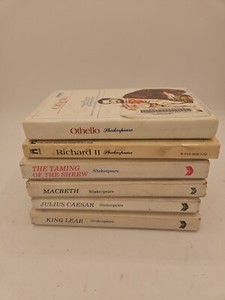 Othello Shakespeare
Richard II Shakespeare
THE TAMING
OF THE SHREW Shakespeare
MACBETH Shakespeare
JULIUS CAESAR Shakespeare
KING LEAR Shakespeare